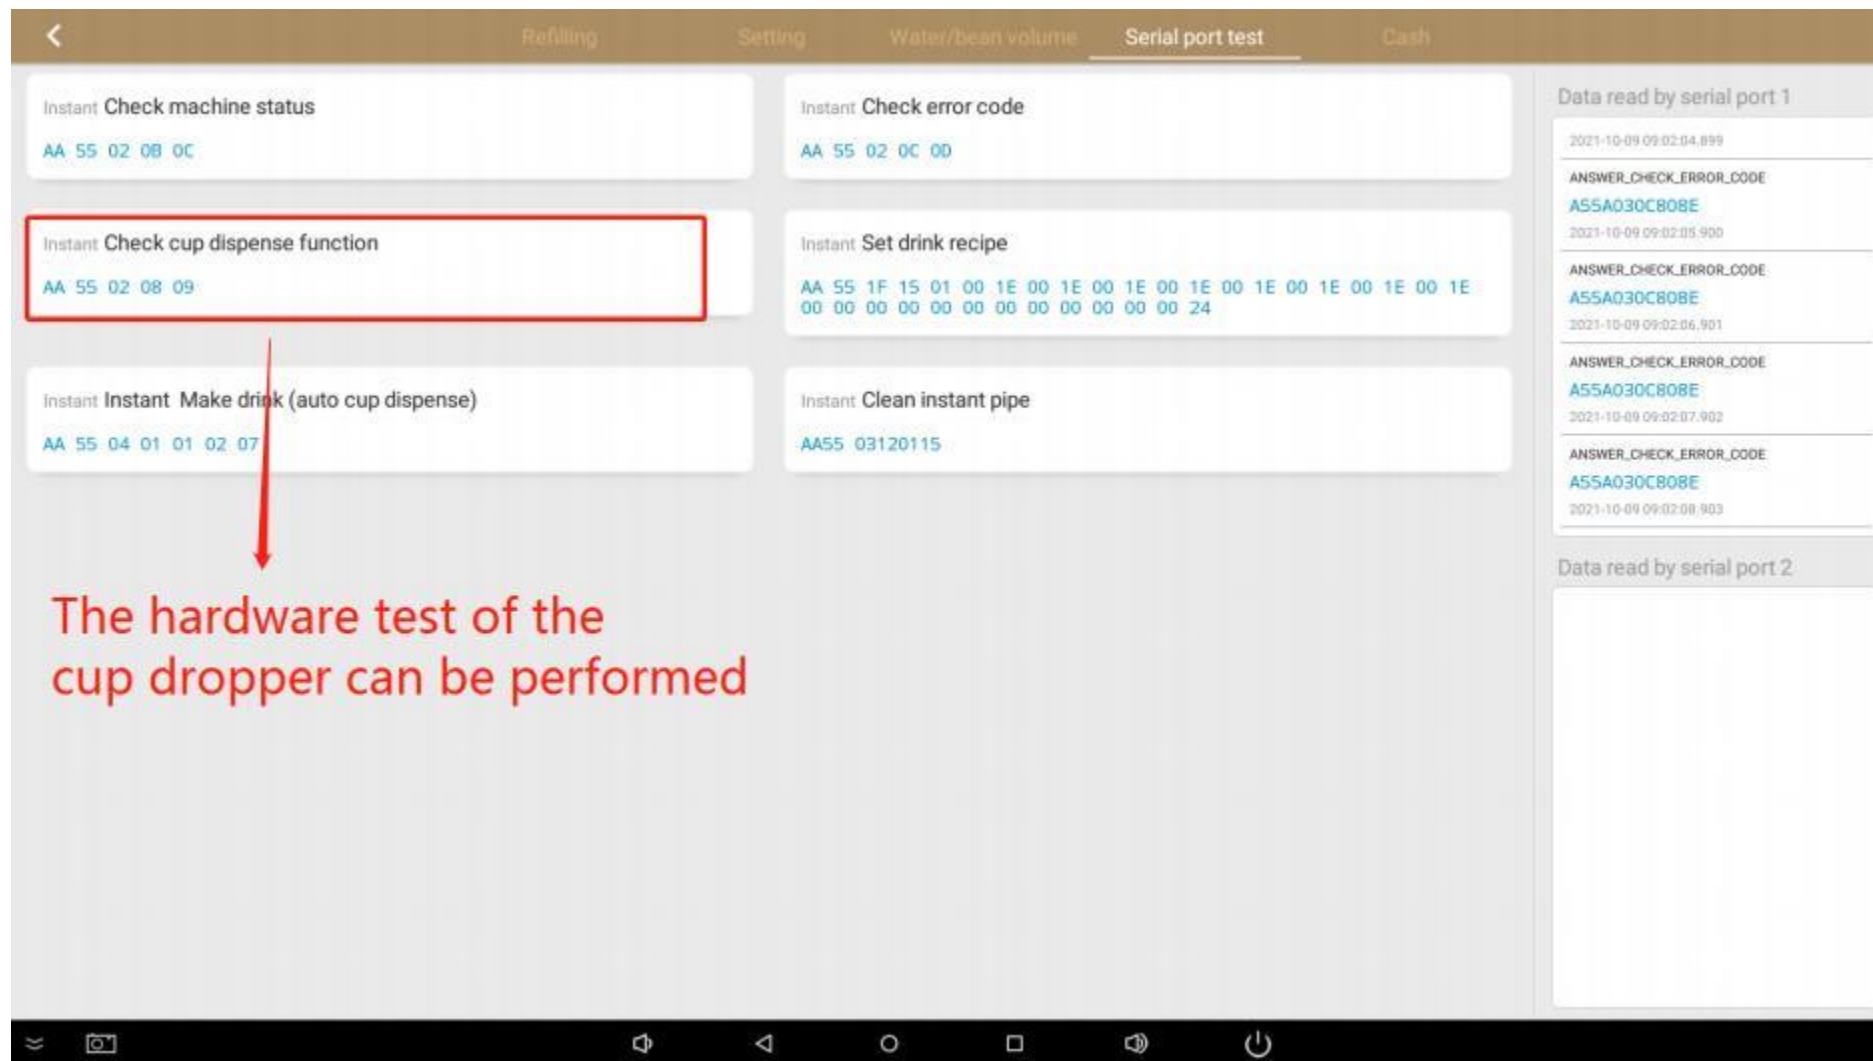 Refilling
Setting
Water/bean volume
Serial port test
Cash
Instant Check machine status
AA 55 02 0B 0C
Instant Check error code
AA 55 02 0C 0D
Instant Check cup dispense function
AA 55 02 08 09
Instant Set drink recipe
AA 55 1F 15 01 00 1E 00 1E 00 1E 00 1E 00 1E 00 1E 00 1E 00 1E
00 00 00 00 00 00 00 00 00 00 00 00 24
Instant Instant Make drink (auto cup dispense)
AA 55 04 01 01 02 07
Instant Clean instant pipe
AA55 03120115
The hardware test of the
cup dropper can be performed
Data read by serial port 1
2021-10-09 09:02:04.899
ANSWER_CHECK_ERROR_CODE
A55A030C808E
2021-10-09 09:02:05.900
ANSWER_CHECK_ERROR_CODE
A55A030C808E
2021-10-09 09:02:06.901
ANSWER_CHECK_ERROR_CODE
A55A030C808E
2021-10-09 09:02:07.902
ANSWER_CHECK_ERROR_CODE
A55A030C808E
2021-10-09 09:02:08.903
Data read by serial port 2